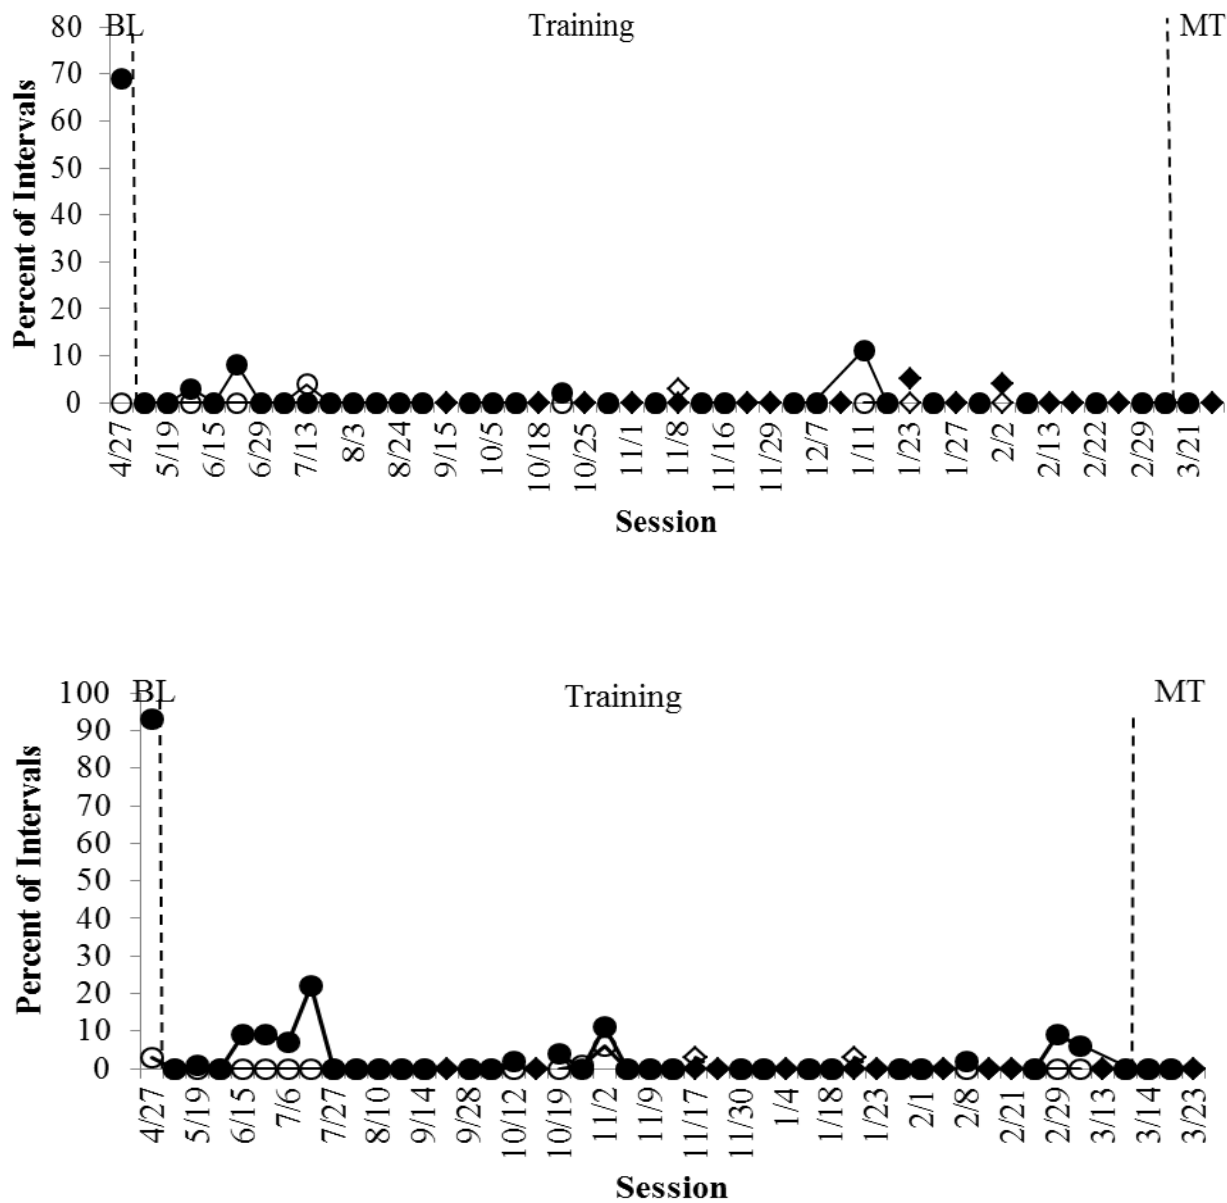 BL Training MT
80
70
60
50
40
30
20
10
0
Percent of Intervals
4/27 5/19 6/15 6/29 7/13 8/3 8/24 9/15 10/5 10/18 10/25 11/1 11/8 11/16 11/29 12/7 1/11 1/23 1/27 2/2 2/13 2/22 2/29 3/21
Session
BL Training MT
100
90
80
70
60
50
40
30
20
10
0
Percent of Intervals
4/27 5/19 6/15 7/6 7/27 8/10 9/14 9/28 10/12 10/19 11/2 11/9 11/17 11/30 1/4 1/18 1/23 2/1 2/8 2/21 2/29 3/13 3/14 3/23
Session